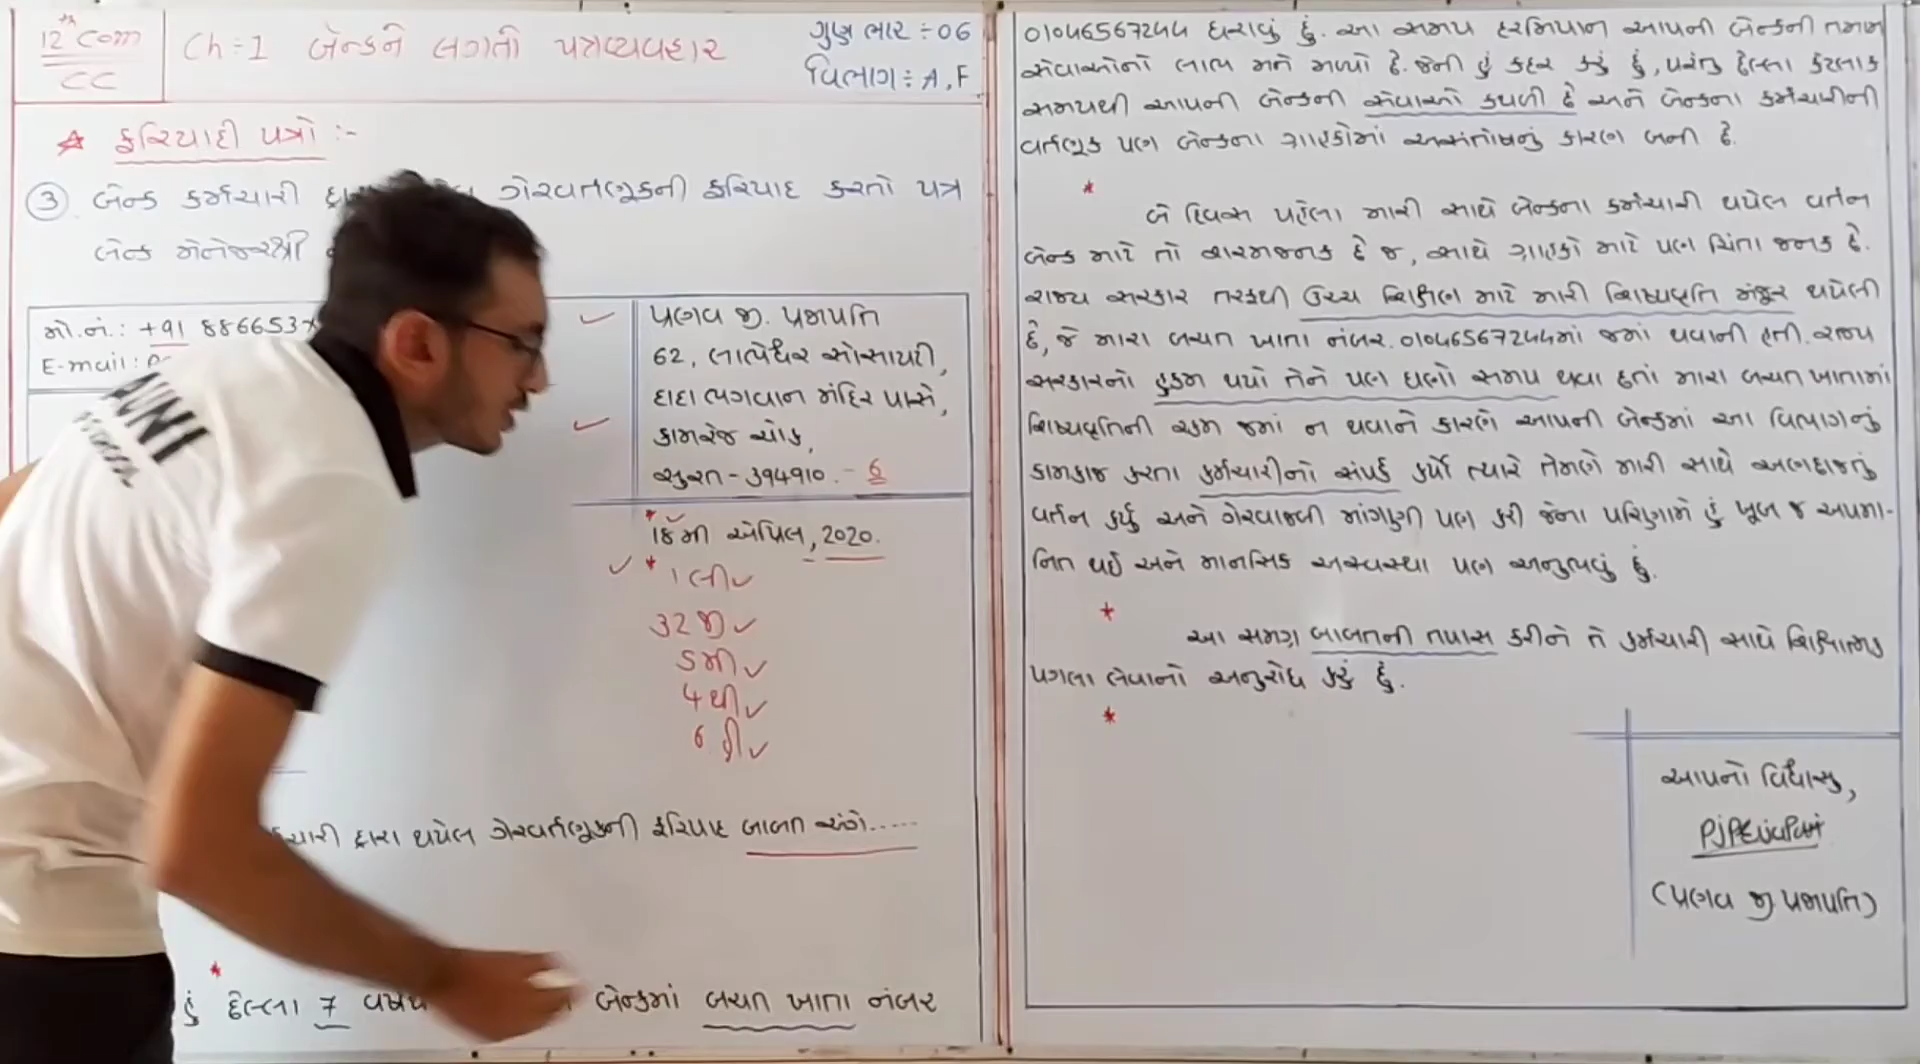 12th Com
CC
Ch:-1 બેન્કને લગતો પત્રવ્યવહાર
ગુણ ભાર :- 06
વિભાગ :- A, F
* ફરિયાદી પત્રો :-
3. બેન્ક કર્મચારી ગેરવર્તણૂકની ફરિયાદ કરતો પત્ર
બેન્ક મેનેજરશ્રી
મો.નં.: +91 886653
E-mail:
પ્રણવ જી. પ્રજાપતિ
62, લાભેશ્વર સોસાયટી,
દાદા ભગવાન મંદિર પાસે,
કામરેજ ચોક,
સુરત - 394910. - 6
18મી એપ્રિલ, 2020.
1 લી
32જી
5મી
4થી
6ઠ્ઠી
દ્વારા થયેલ ગેરવર્તણૂકની ફરિયાદ બાબત અંગે.....
હું છેલ્લા 7 બેન્કમાં બચત ખાતા નંબર
01046567244 ધરાવું છું. આ સમય દરમિયાન આપની બેન્કની તમામ
સેવાઓનો લાભ મને મળ્યો છે. જેની હું કદર કરું છું, પરંતુ છેલ્લા કેટલાક
સમયથી આપની બેન્કની સેવાઓ કથળી છે અને બેન્કના કર્મચારીની
વર્તણૂક પણ બેન્કના ગ્રાહકોમાં અસંતોષનું કારણ બની છે.
બે દિવસ પહેલા મારી સાથે બેન્કના કર્મચારી થયેલ વર્તન
બેન્ક માટે તો શરમજનક છે જ, સાથે ગ્રાહકો માટે પણ ચિંતા જનક છે.
રાજ્ય સરકાર તરફથી ઉચ્ચ શિક્ષણ માટે મારી શિષ્યવૃતિ મંજુર થયેલી
છે, જે મારા બચત ખાતા નંબર. 01046567244માં જમાં થવાની હતી. રાજ્ય
સરકારનો હુકમ થયો તેને પણ ઘણો સમય થવા છતાં મારા બચત ખાતામાં
શિષ્યવૃતિની રકમ જમાં ન થવાને કારણે આપની બેન્કમાં આ વિભાગનું
કામકાજ કરતા કર્મચારીનો સંપર્ક કર્યો ત્યારે તેમણે મારી સાથે અણછાજતું
વર્તન કર્યું અને ગેરવાજબી માંગણી પણ કરી જેના પરિણામે હું ખૂબ જ અપમા-
નિત થઈ અને માનસિક અસ્વસ્થા પણ અનુભવું છું.
આ સમગ્ર બાબતની તપાસ કરીને તે કર્મચારી સાથે શિક્ષાત્મક
પગલા લેવાનો અનુરોધ કરું છું.
આપનો વિશ્વાસુ,
(પ્રણવ જી. પ્રજાપતિ)